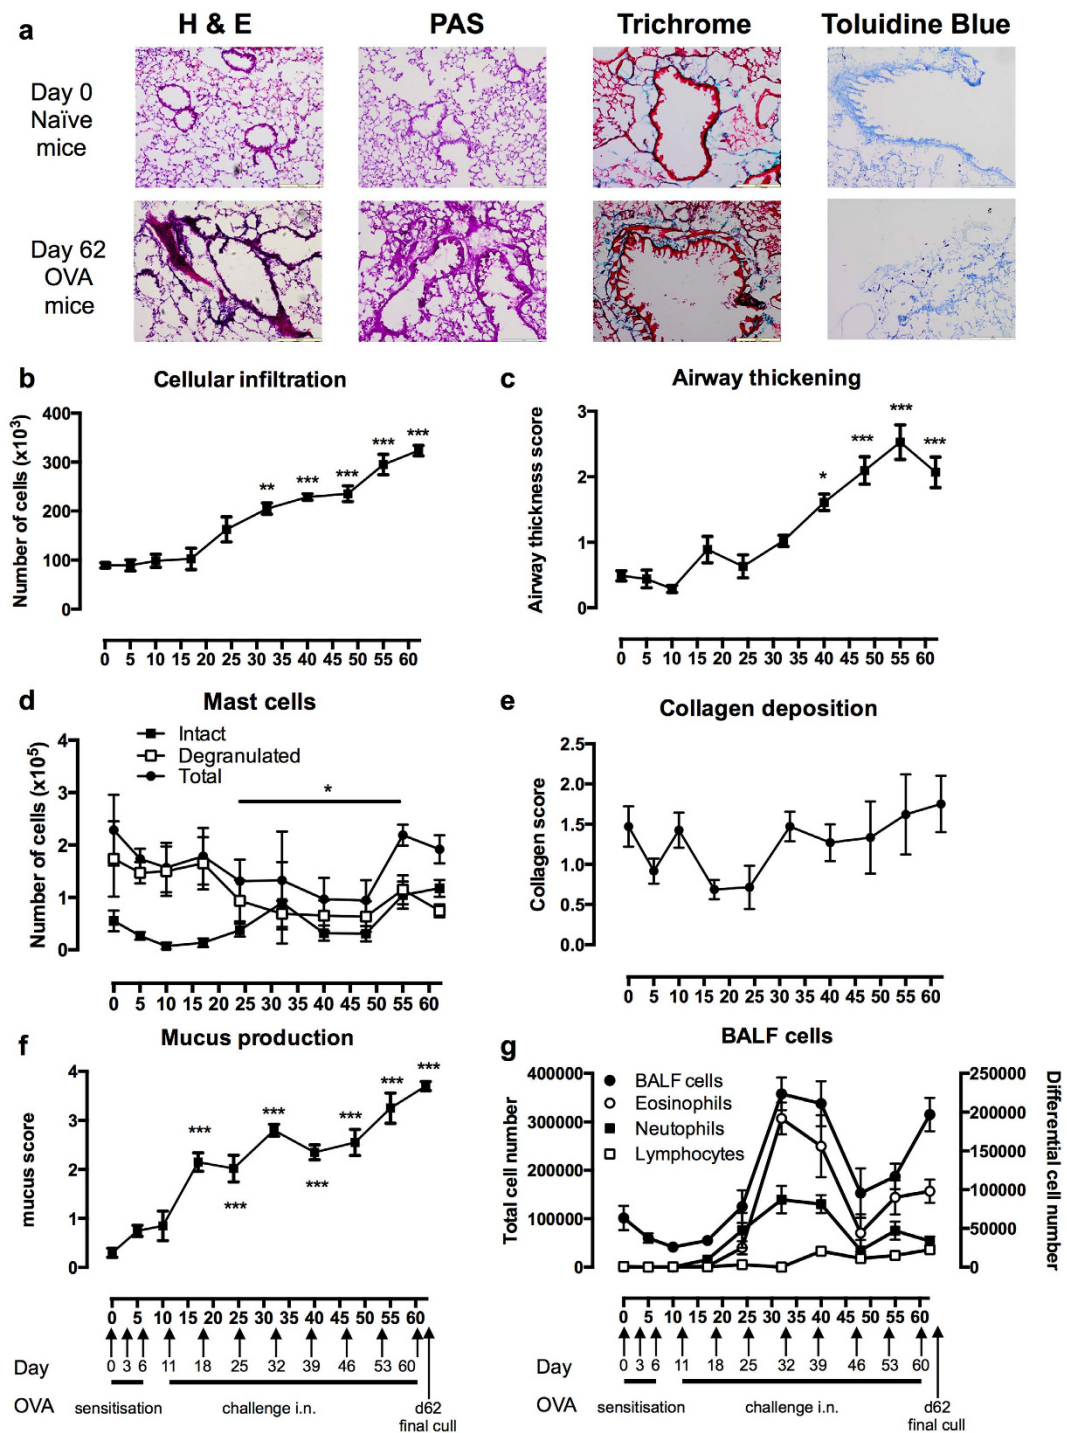 a
H & E PAS Trichrome Toluidine Blue
Day 0
Naïve
mice
Day 62
OVA
mice
b Cellular infiltration
Number of cells (x10³)
400
300
200
100
0
** *** *** *** ***
0 5 10 15 20 25 30 35 40 45 50 55 60
c Airway thickening
Airway thickness score
3
2
1
0
* *** *** ***
0 5 10 15 20 25 30 35 40 45 50 55 60
d Mast cells
Intact
Degranulated
Total
Number of cells (x10⁵)
4
3
2
1
0
*
0 5 10 15 20 25 30 35 40 45 50 55 60
e Collagen deposition
Collagen score
2.5
2.0
1.5
1.0
0.5
0.0
0 5 10 15 20 25 30 35 40 45 50 55 60
f Mucus production
mucus score
4
3
2
1
0
*** *** *** *** *** *** ***
0 5 10 15 20 25 30 35 40 45 50 55 60
Day 0 3 6 11 18 25 32 39 46 53 60
OVA sensitisation challenge i.n. d62
final cull
g BALF cells
BALF cells
Eosinophils
Neutophils
Lymphocytes
Total cell number
400000
300000
200000
100000
0
Differential cell number
250000
200000
150000
100000
50000
0
0 5 10 15 20 25 30 35 40 45 50 55 60
Day 0 3 6 11 18 25 32 39 46 53 60
OVA sensitisation challenge i.n. d62
final cull